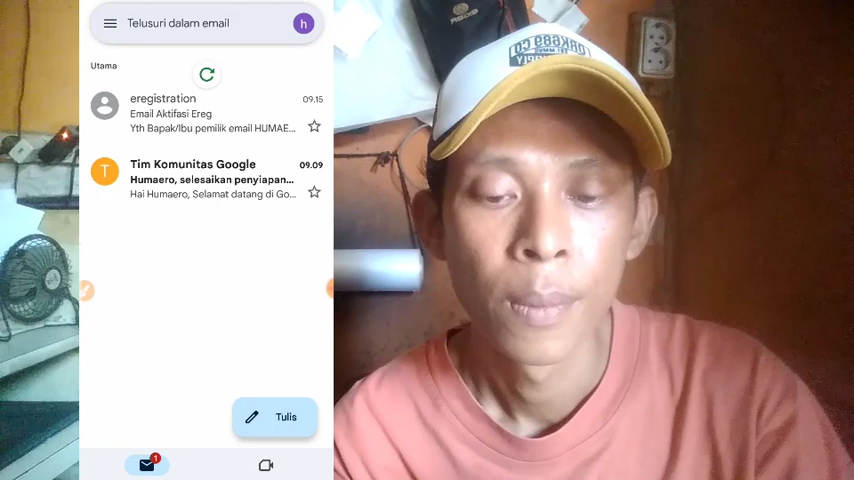 Telusuri dalam email
h
Utama
eregistration
09.15
Email Aktifasi Ereg
Yth Bapak/Ibu pemilik email HUMAE...
T
Tim Komunitas Google
09.09
Humaero, selesaikan penyiapan...
Hai Humaero, Selamat datang di Go...
Tulis
1